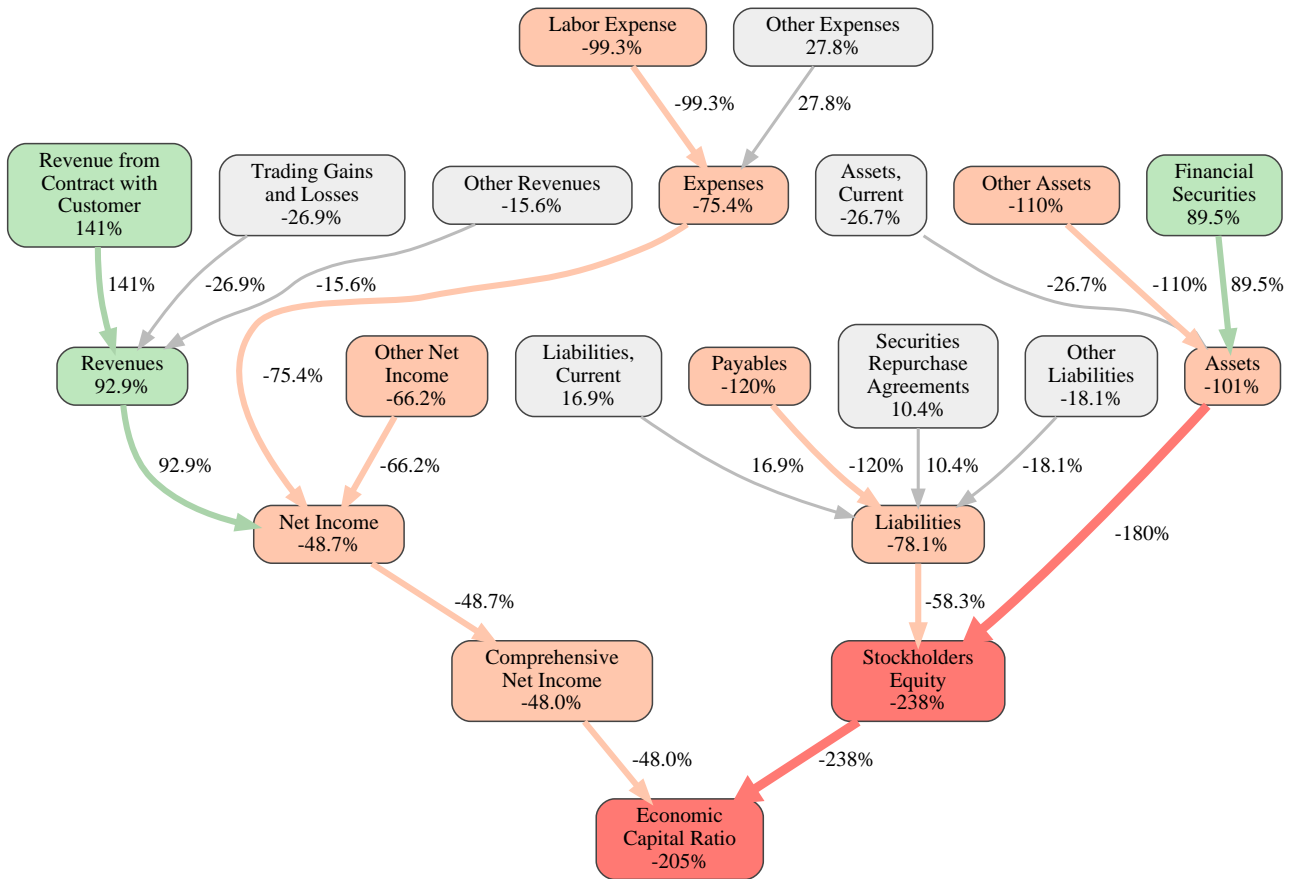 Labor Expense
-99.3%
Other Expenses
27.8%
-99.3%
27.8%
Revenue from
Contract with
Customer
141%
Trading Gains
and Losses
-26.9%
Other Revenues
-15.6%
Expenses
-75.4%
Assets,
Current
-26.7%
Other Assets
-110%
Financial
Securities
89.5%
141%
-26.9%
-15.6%
-26.7%
-110%
89.5%
Revenues
92.9%
-75.4%
Other Net
Income
-66.2%
Liabilities,
Current
16.9%
Payables
-120%
Securities
Repurchase
Agreements
10.4%
Other
Liabilities
-18.1%
Assets
-101%
92.9%
-66.2%
16.9%
-120%
10.4%
-18.1%
Net Income
-48.7%
Liabilities
-78.1%
-180%
-48.7%
-58.3%
Comprehensive
Net Income
-48.0%
Stockholders
Equity
-238%
-48.0%
-238%
Economic
Capital Ratio
-205%